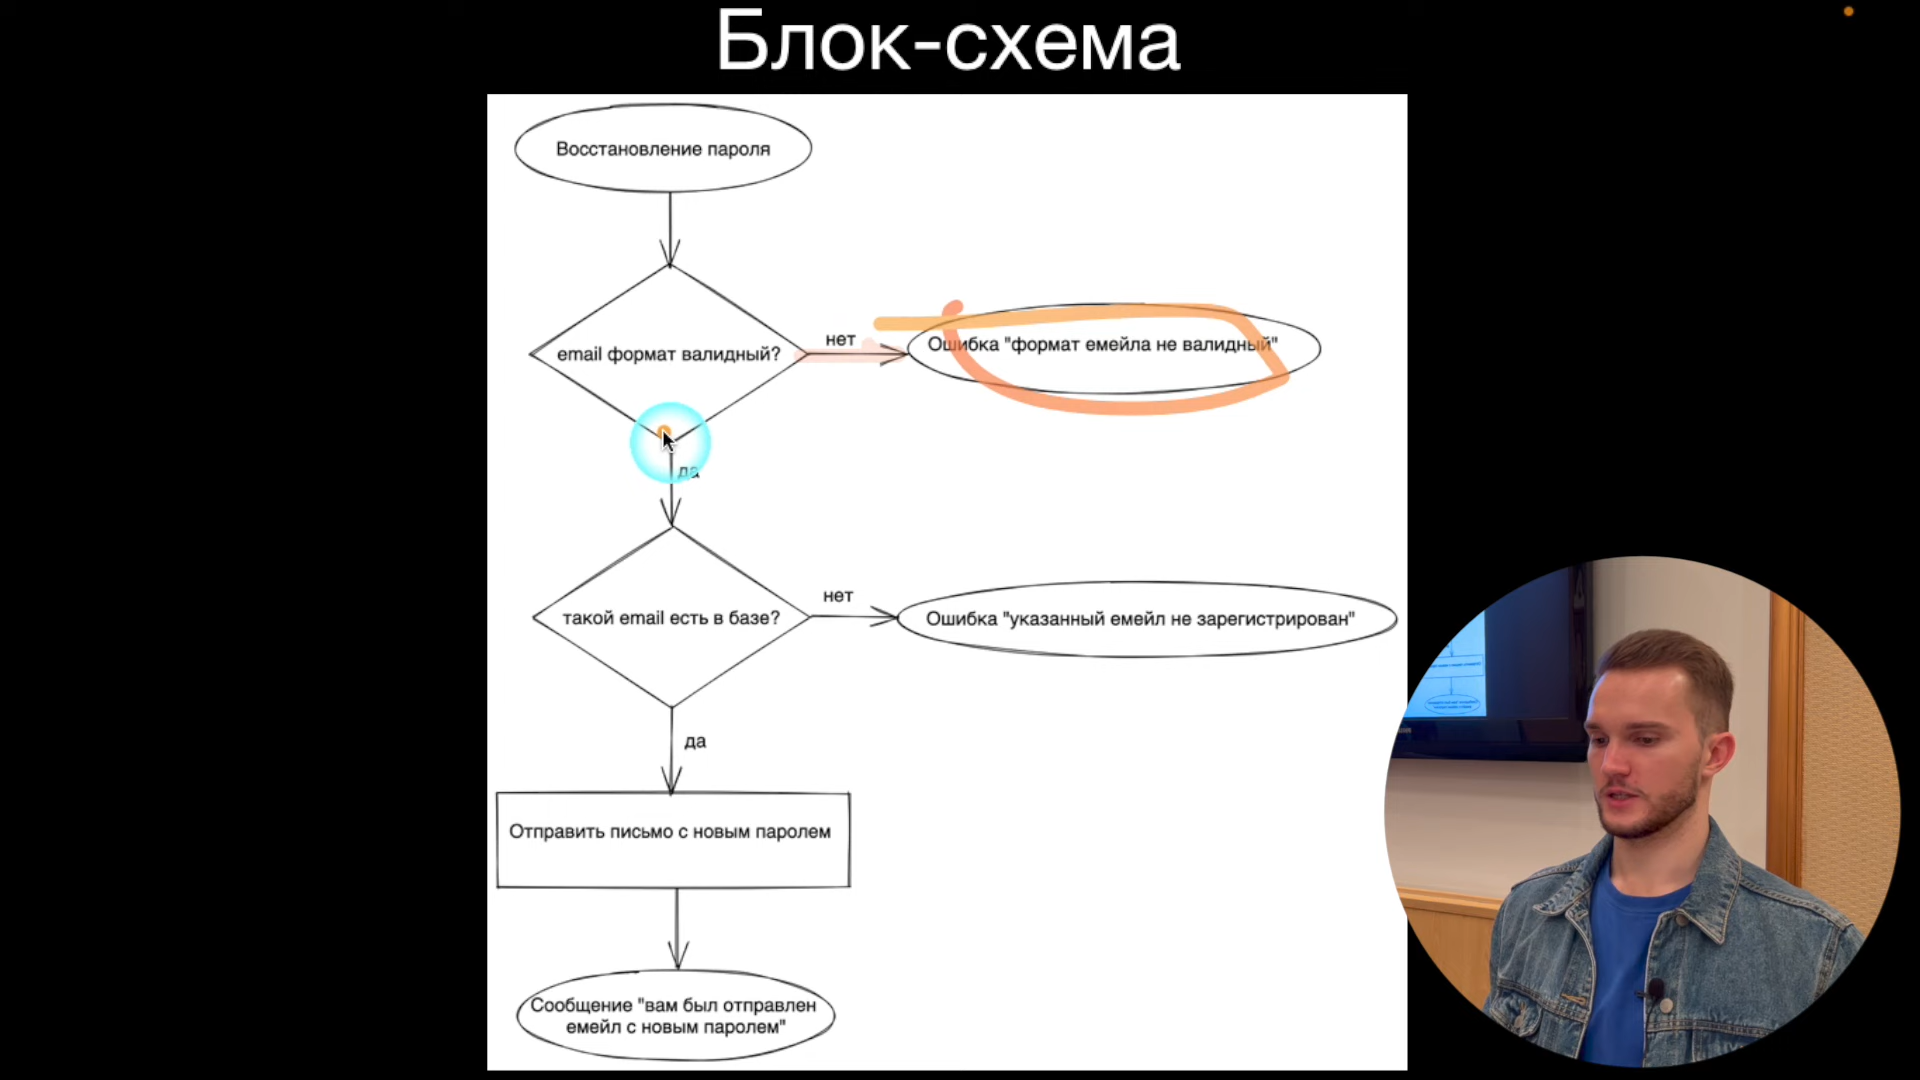 Блок-схема
Восстановление пароля
email формат валидный?
нет
Ошибка "формат емейла не валидный"
да
такой email есть в базе?
нет
Ошибка "указанный емейл не зарегистрирован"
да
Отправить письмо с новым паролем
Сообщение "вам был отправлен
емейл с новым паролем"